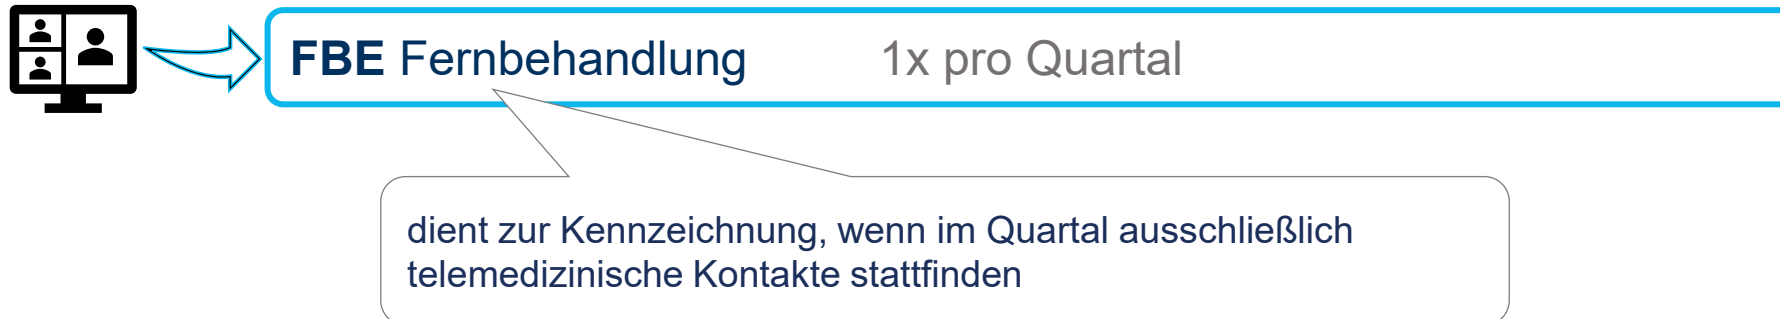 FBE Fernbehandlung 1x pro Quartal
dient zur Kennzeichnung, wenn im Quartal ausschließlich
telemedizinische Kontakte stattfinden